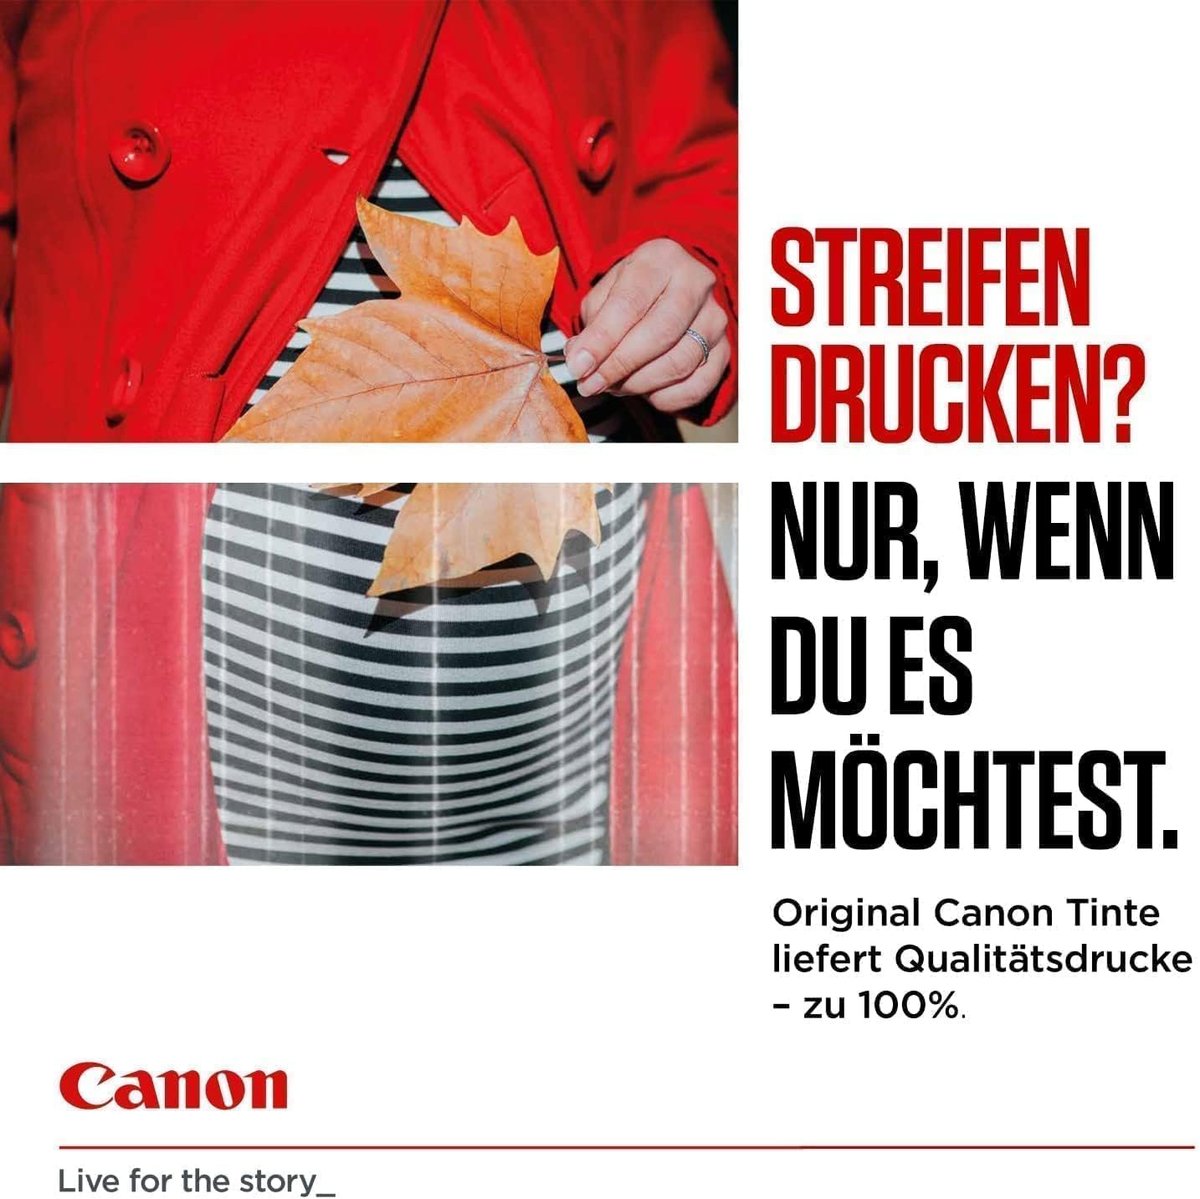 STREIFEN
DRUCKEN?
NUR, WENN
DU ES
MÖCHTEST.
Original Canon Tinte
liefert Qualitätsdrucke
– zu 100%.
Canon
Live for the story_